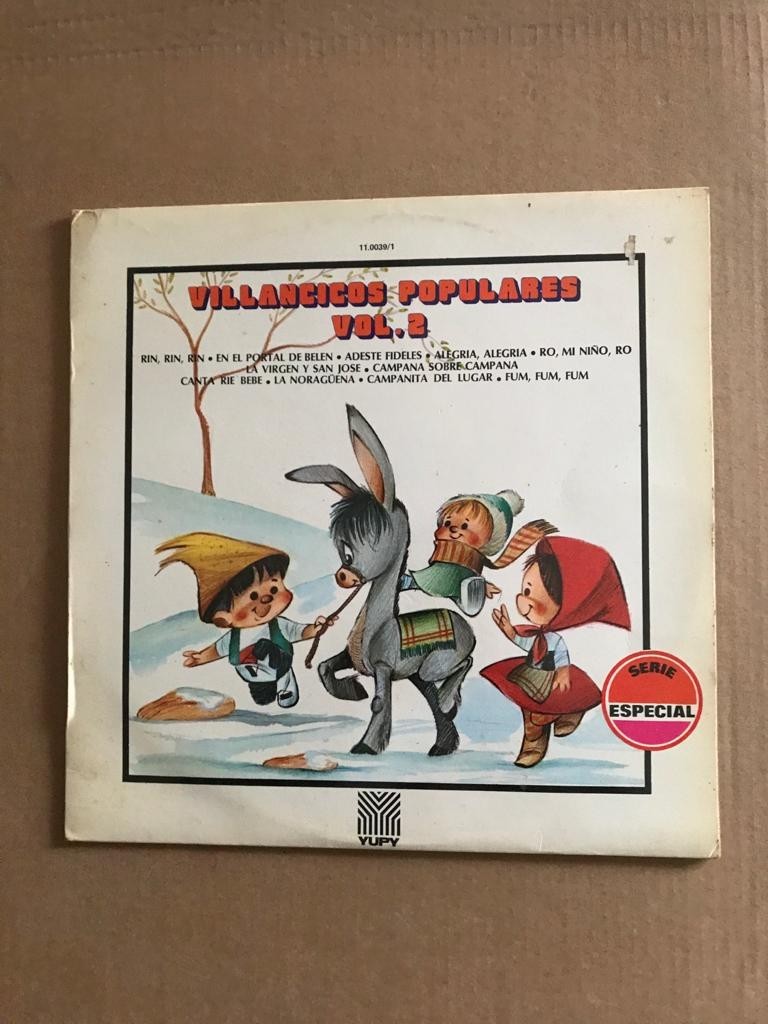 11.0039/1
VILLANCICOS POPULARES
VOL.2
RIN, RIN, RIN • EN EL PORTAL DE BELEN • ADESTE FIDELES • ALEGRIA, ALEGRIA • RO, MI NIÑO, RO
LA VIRGEN Y SAN JOSE • CAMPANA SOBRE CAMPANA
CANTA RIE BEBE • LA NORAGÜENA • CAMPANITA DEL LUGAR • FUM, FUM, FUM
SERIE
ESPECIAL
YUPY